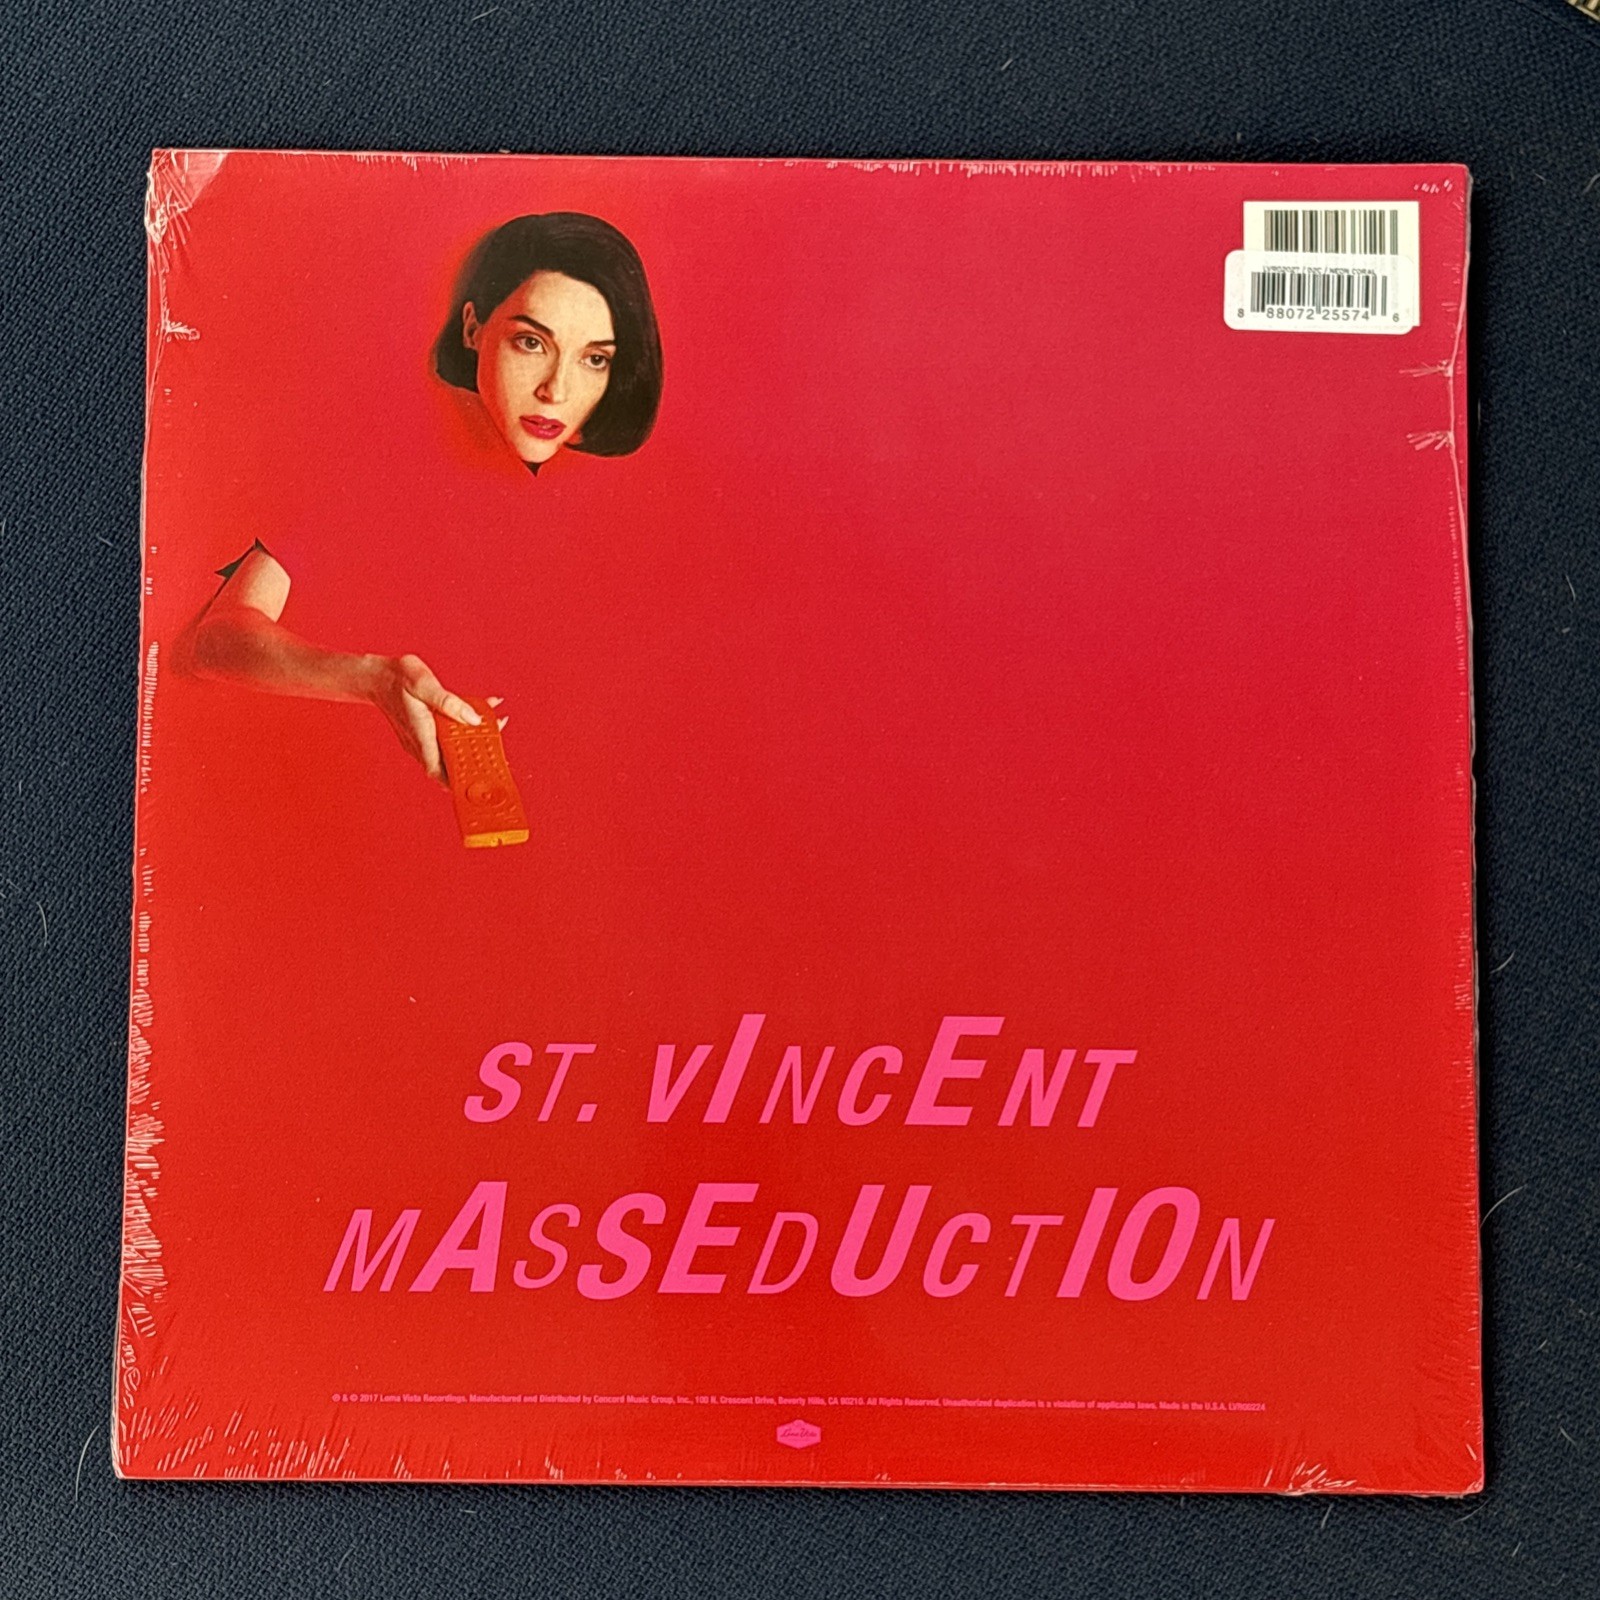 8 88072 25574 6
ST. VINCENT
MASSEDUCTION
℗ & © 2017 Loma Vista Recordings. Manufactured and Distributed by Concord Music Group, Inc., 100 N. Crescent Drive, Beverly Hills, CA 90210. All Rights Reserved. Unauthorized duplication is a violation of applicable laws. Made in the U.S.A. LVR00224
Loma Vista